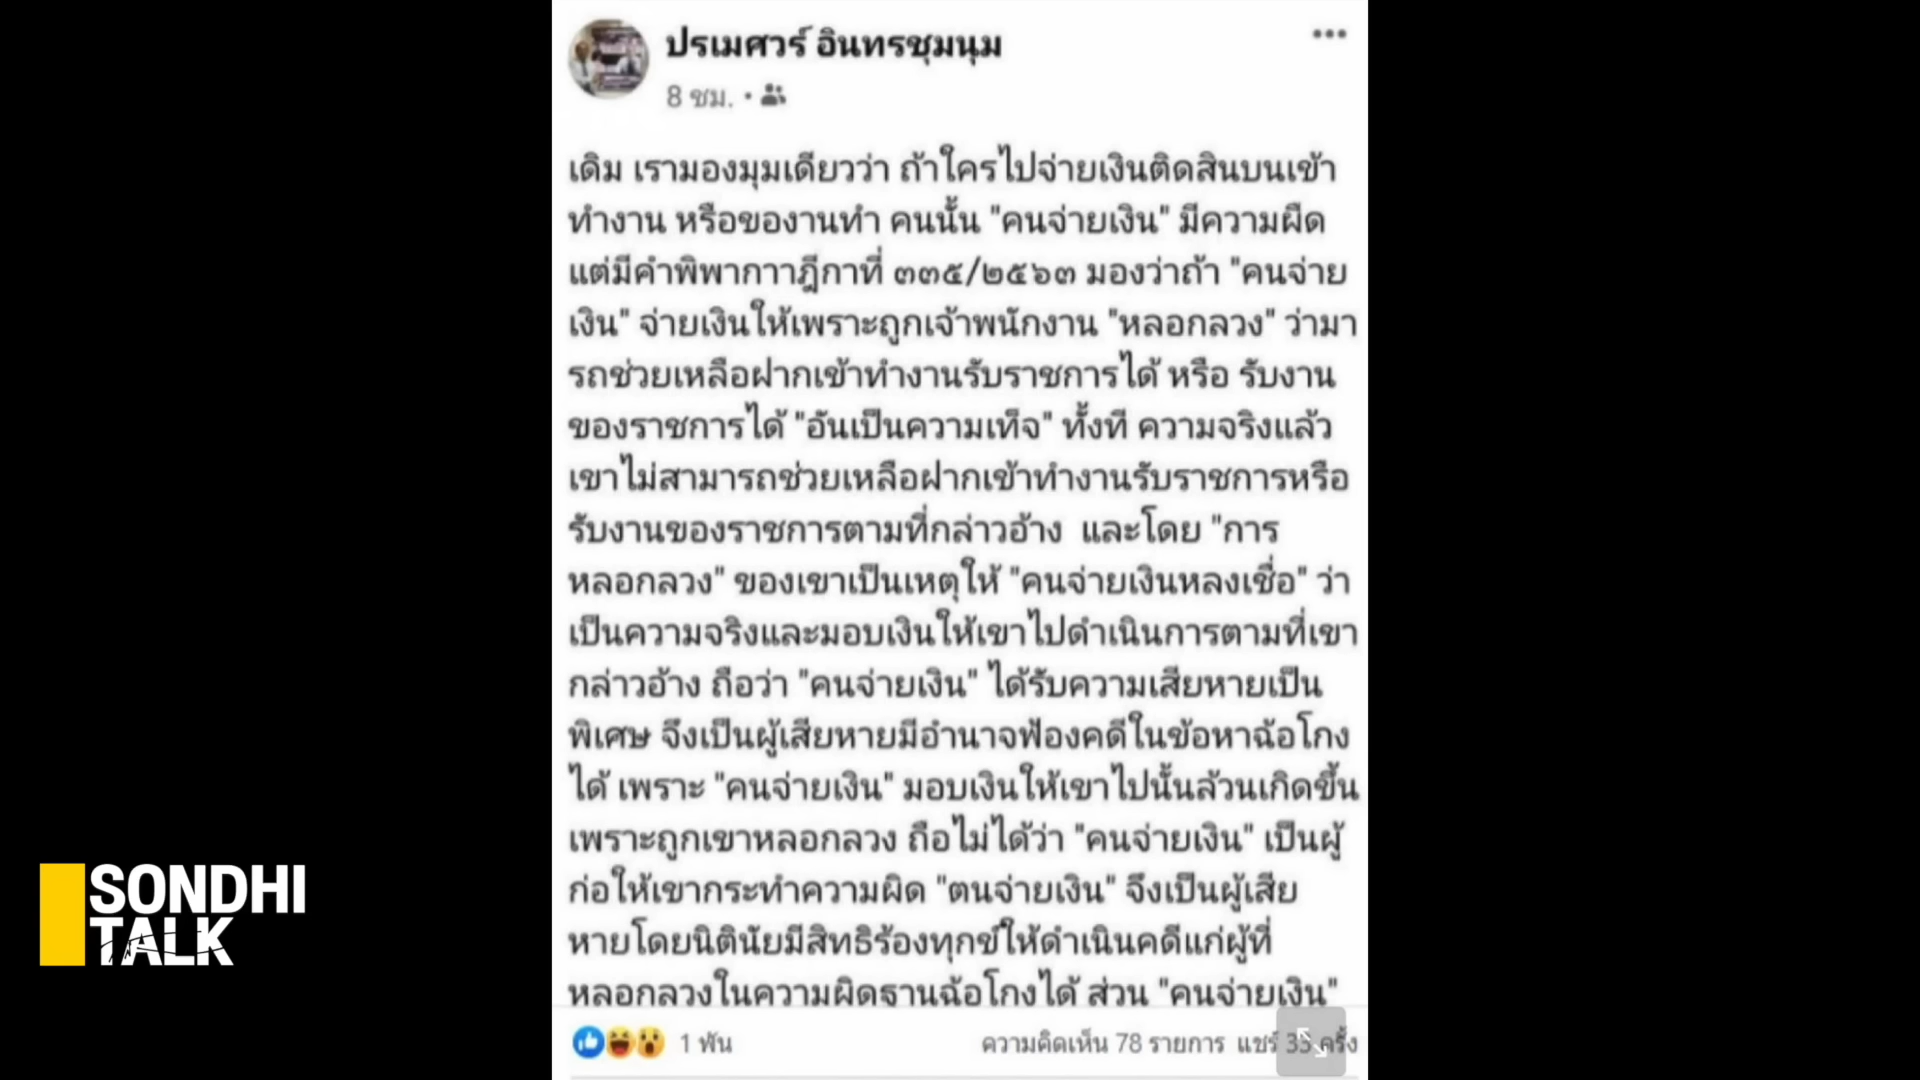 ปรเมศวร์ อินทรชุมนุม
8 ชม.
เดิม เรามองมุมเดียวว่า ถ้าใครไปจ่ายเงินติดสินบนเข้า
ทำงาน หรือของานทำ คนนั้น "คนจ่ายเงิน" มีความผืด
แต่มีคำพิพากาาฎีกาที่ ๓๓๕/๒๕๖๓ มองว่าถ้า "คนจ่าย
เงิน" จ่ายเงินให้เพราะถูกเจ้าพนักงาน "หลอกลวง" ว่ามา
รถช่วยเหลือฝากเข้าทำงานรับราชการได้ หรือ รับงาน
ของราชการได้ "อันเป็นความเท็จ" ทั้งที ความจริงแล้ว
เขาไม่สามารถช่วยเหลือฝากเข้าทำงานรับราชการหรือ
รับงานของราชการตามที่กล่าวอ้าง และโดย "การ
หลอกลวง" ของเขาเป็นเหตุให้ "คนจ่ายเงินหลงเชื่อ" ว่า
เป็นความจริงและมอบเงินให้เขาไปดำเนินการตามที่เขา
กล่าวอ้าง ถือว่า "คนจ่ายเงิน" ได้รับความเสียหายเป็น
พิเศษ จึงเป็นผู้เสียหายมีอำนาจฟ้องคดีในข้อหาฉ้อโกง
ได้ เพราะ "คนจ่ายเงิน" มอบเงินให้เขาไปนั้นล้วนเกิดขึ้น
เพราะถูกเขาหลอกลวง ถือไม่ได้ว่า "คนจ่ายเงิน" เป็นผู้
ก่อให้เขากระทำความผิด "ตนจ่ายเงิน" จึงเป็นผู้เสีย
หายโดยนิตินัยมีสิทธิร้องทุกข์ให้ดำเนินคดีแก่ผู้ที่
หลอกลวงในความผิดฐานฉ้อโกงได้ ส่วน "คนจ่ายเงิน"
1 พัน
ความคิดเห็น 78 รายการ แชร์ 35 ครั้ง
SONDHI
TALK